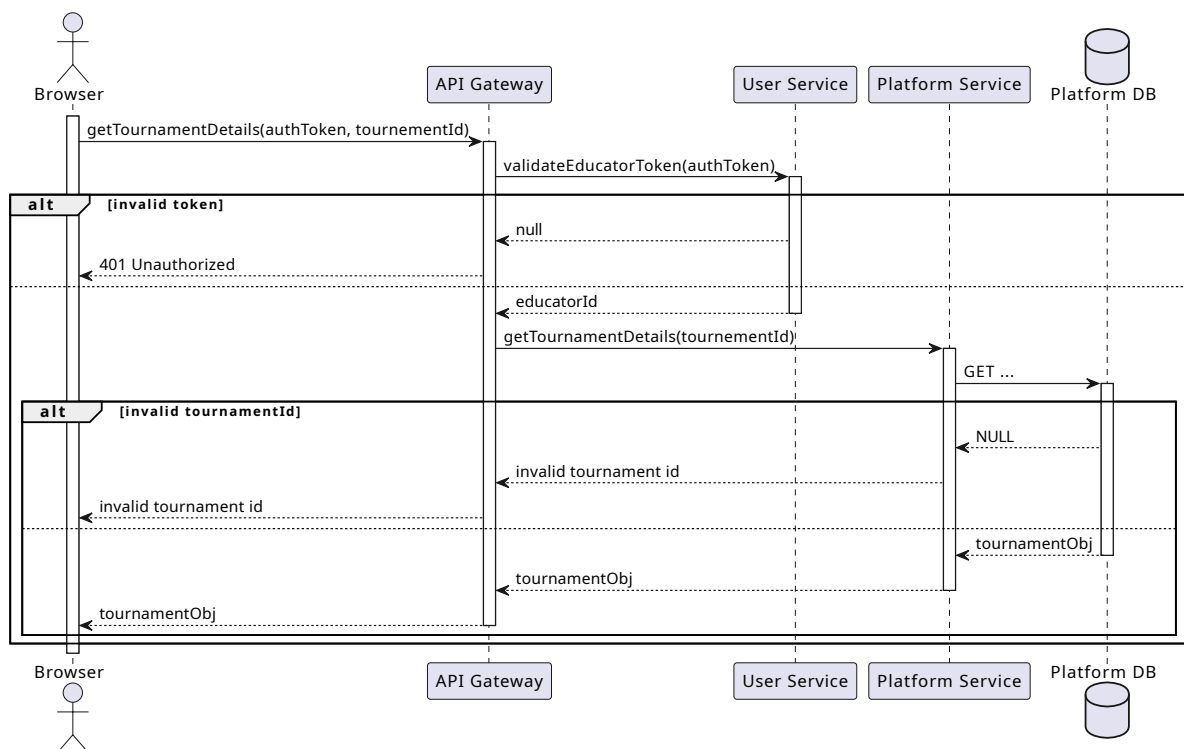 Browser
API Gateway
User Service
Platform Service
Platform DB
getTournamentDetails(authToken, tournementId)
validateEducatorToken(authToken)
alt [invalid token]
null
401 Unauthorized
educatorId
getTournamentDetails(tournementId)
GET ...
alt [invalid tournamentId]
NULL
invalid tournament id
invalid tournament id
tournamentObj
tournamentObj
tournamentObj
Browser
API Gateway
User Service
Platform Service
Platform DB